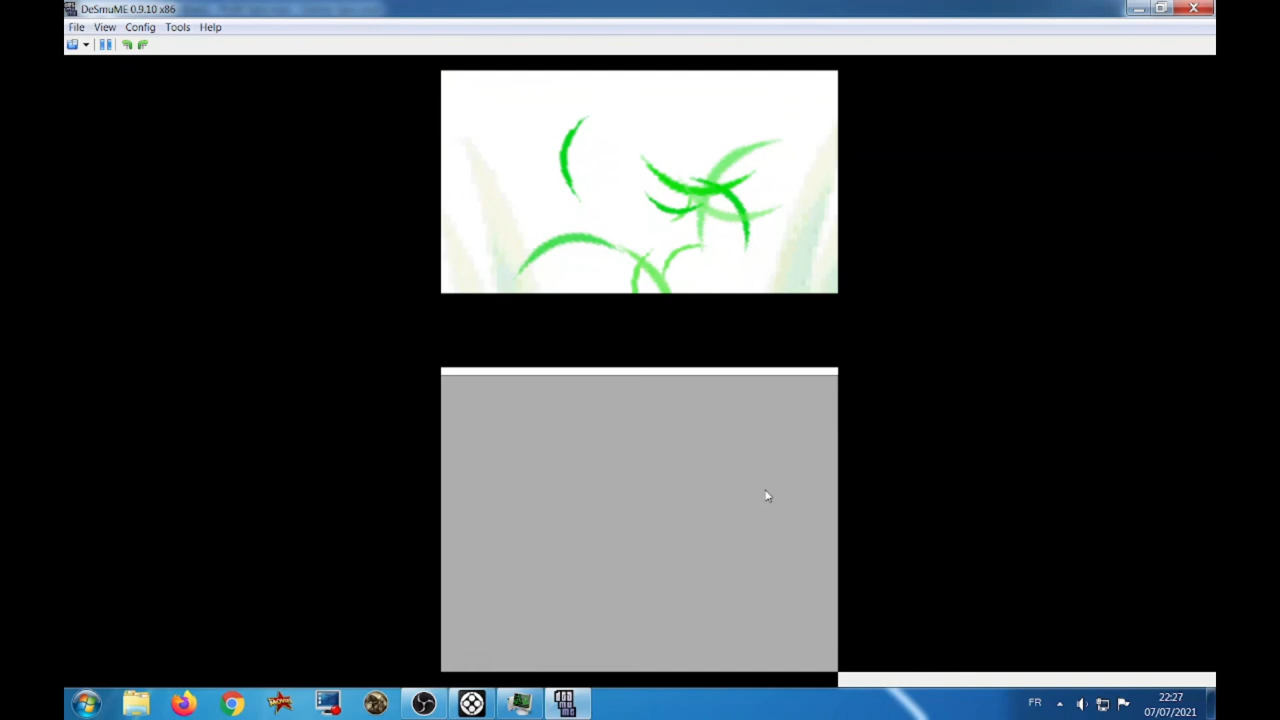 DeSmuME 0.9.10 x86
File View Config Tools Help
FR
22:27
07/07/2021